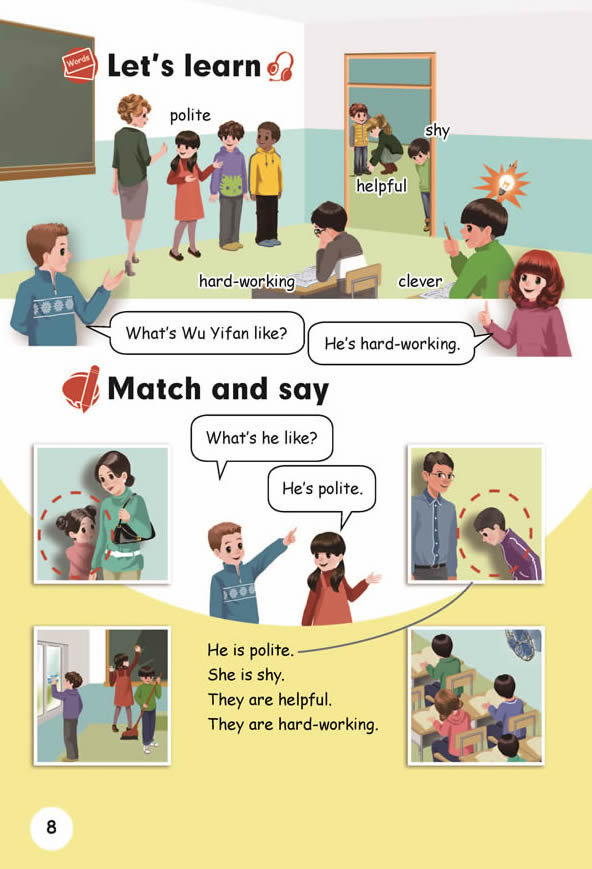 Words
Let's learn
polite
shy
helpful
hard-working
clever
What's Wu Yifan like?
He's hard-working.
Match and say
What's he like?
He's polite.
He is polite.
She is shy.
They are helpful.
They are hard-working.
8